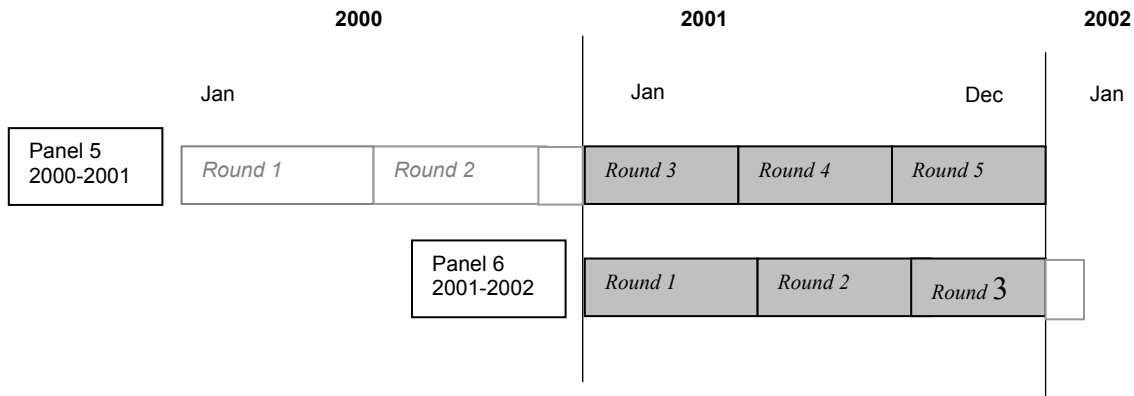 2000 2001 2002
Jan Jan Dec Jan
Panel 5
2000-2001
Round 1 Round 2 Round 3 Round 4 Round 5
Panel 6
2001-2002
Round 1 Round 2 Round 3